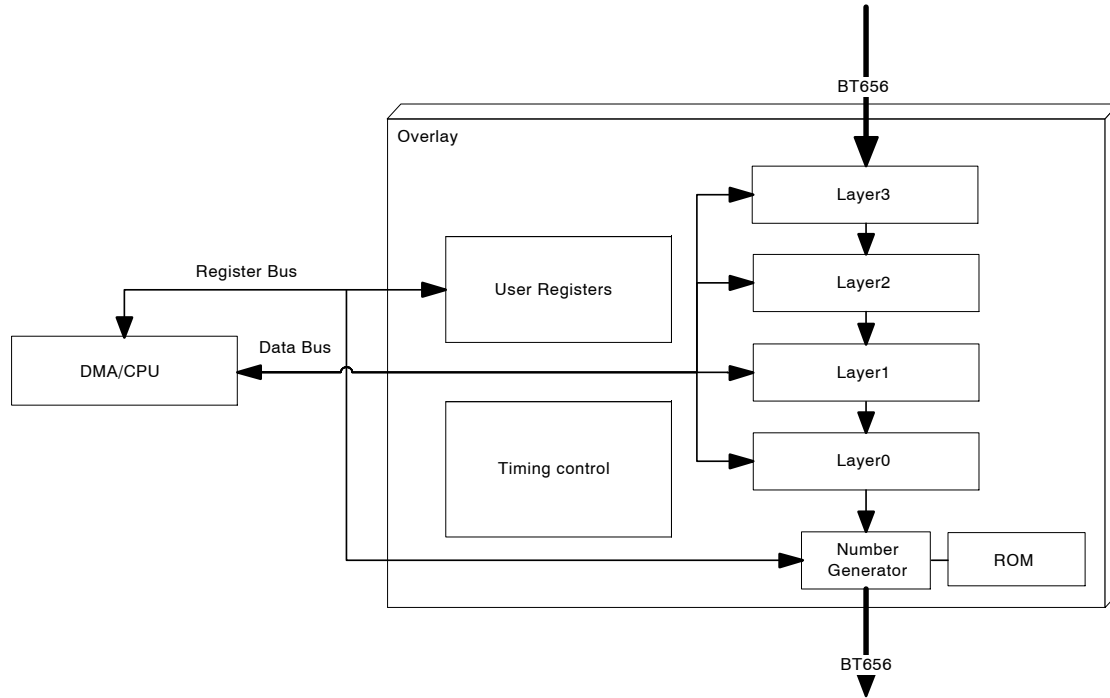 BT656
Overlay
Layer3
Register Bus
User Registers
Layer2
Data Bus
DMA/CPU
Layer1
Timing control
Layer0
Number
Generator
ROM
BT656